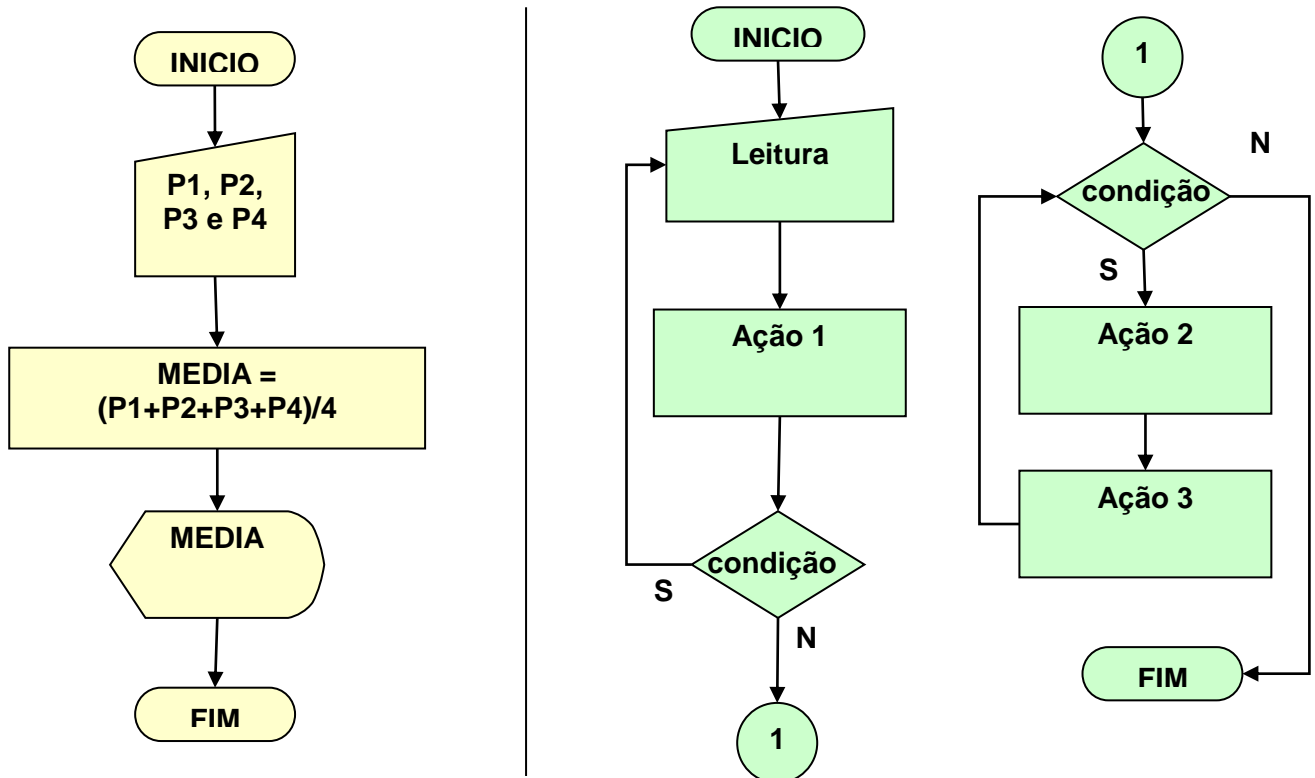 INICIO
P1, P2,
P3 e P4
MEDIA =
(P1+P2+P3+P4)/4
MEDIA
FIM
INICIO
Leitura
Ação 1
condição
S
N
1
1
condição
N
S
Ação 2
Ação 3
FIM